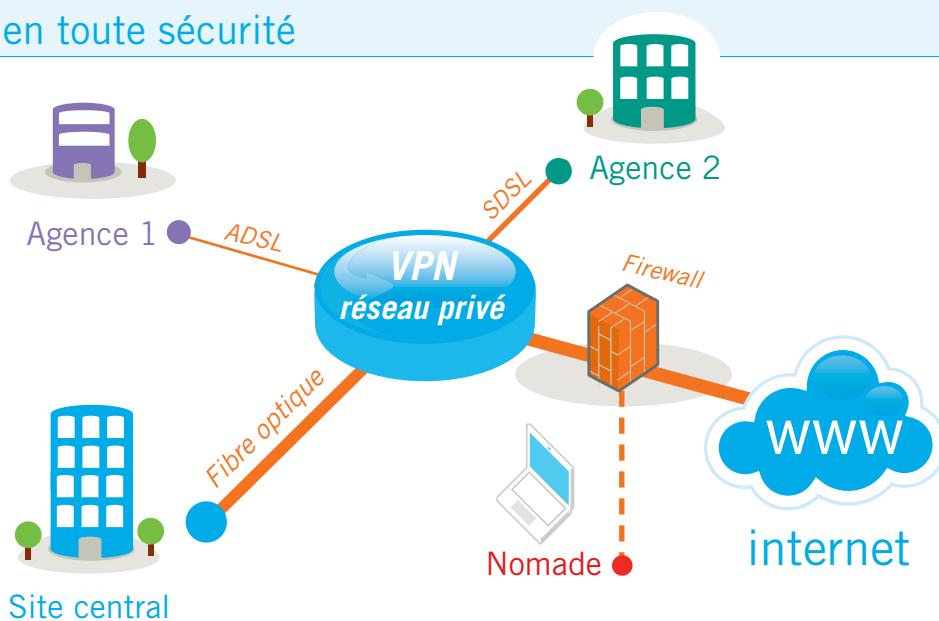 en toute sécurité
Agence 1
ADSL
SDSL
Agence 2
VPN
réseau privé
Firewall
Fibre optique
www
internet
Nomade
Site central